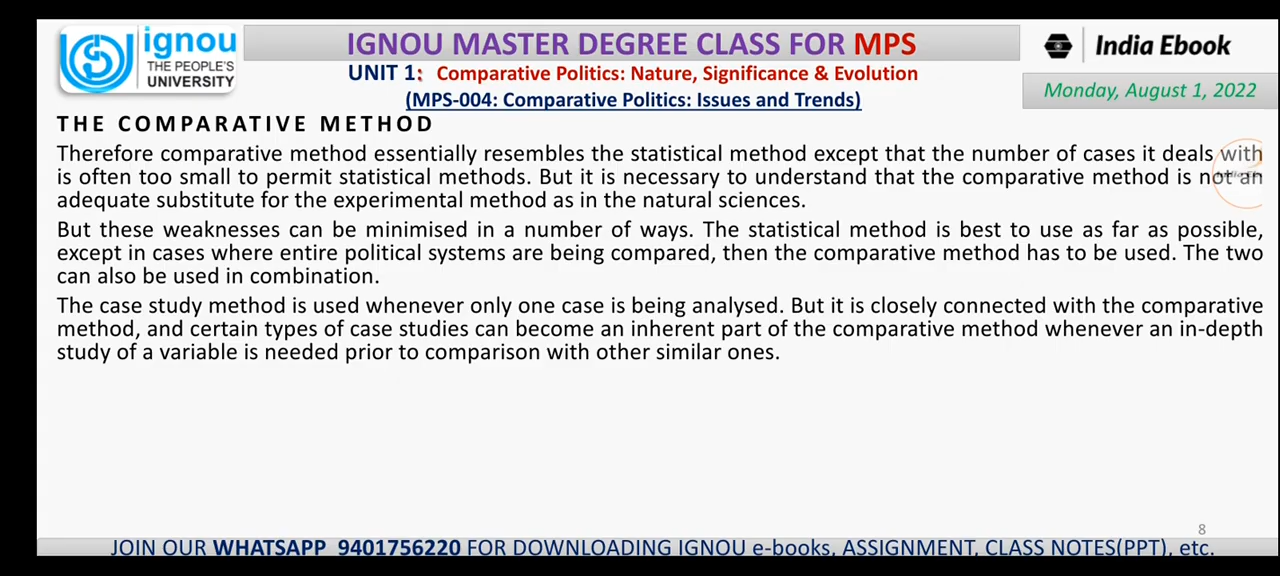 ignou
THE PEOPLE'S
UNIVERSITY
IGNOU MASTER DEGREE CLASS FOR MPS
UNIT 1: Comparative Politics: Nature, Significance & Evolution
(MPS-004: Comparative Politics: Issues and Trends)
India Ebook
Monday, August 1, 2022
THE COMPARATIVE METHOD
Therefore comparative method essentially resembles the statistical method except that the number of cases it deals with
is often too small to permit statistical methods. But it is necessary to understand that the comparative method is not an
adequate substitute for the experimental method as in the natural sciences.
But these weaknesses can be minimised in a number of ways. The statistical method is best to use as far as possible,
except in cases where entire political systems are being compared, then the comparative method has to be used. The two
can also be used in combination.
The case study method is used whenever only one case is being analysed. But it is closely connected with the comparative
method, and certain types of case studies can become an inherent part of the comparative method whenever an in-depth
study of a variable is needed prior to comparison with other similar ones.
8
JOIN OUR WHATSAPP 9401756220 FOR DOWNLOADING IGNOU e-books, ASSIGNMENT, CLASS NOTES(PPT), etc.